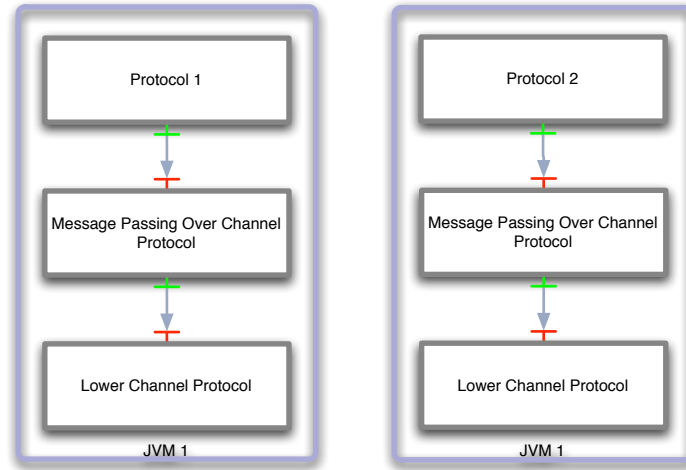 Protocol 1
Message Passing Over Channel
Protocol
Lower Channel Protocol
JVM 1
Protocol 2
Message Passing Over Channel
Protocol
Lower Channel Protocol
JVM 1